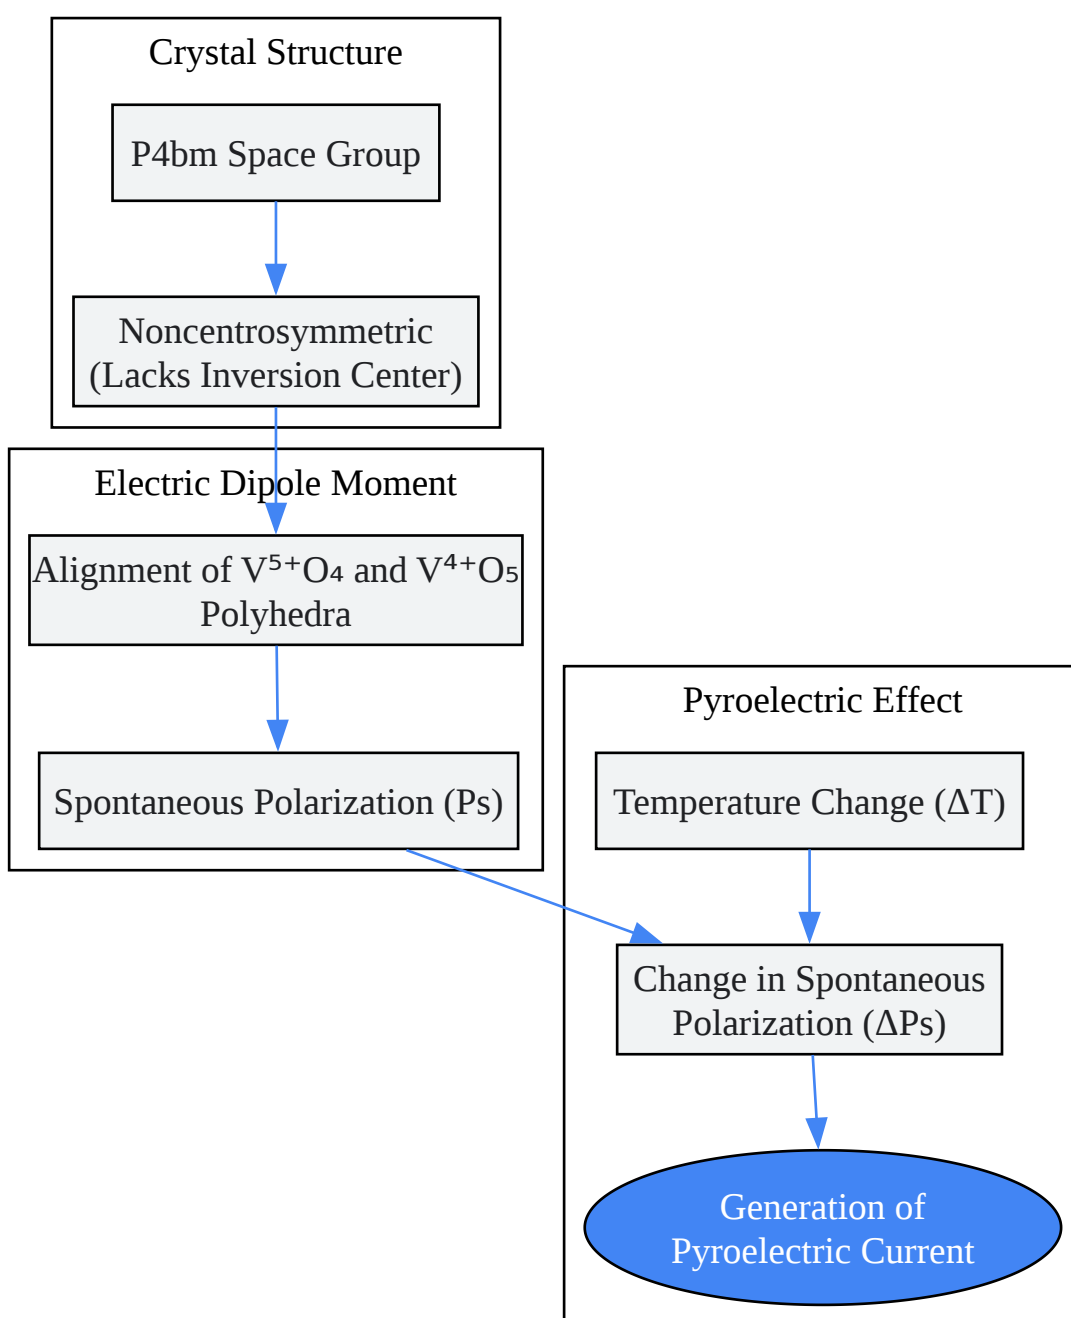 Crystal Structure
P4bm Space Group
Noncentrosymmetric
(Lacks Inversion Center)
Electric Dipole Moment
Alignment of V⁵⁺O₄ and V⁴⁺O₅
Polyhedra
Spontaneous Polarization (Ps)
Pyroelectric Effect
Temperature Change (ΔT)
Change in Spontaneous
Polarization (ΔPs)
Generation of
Pyroelectric Current